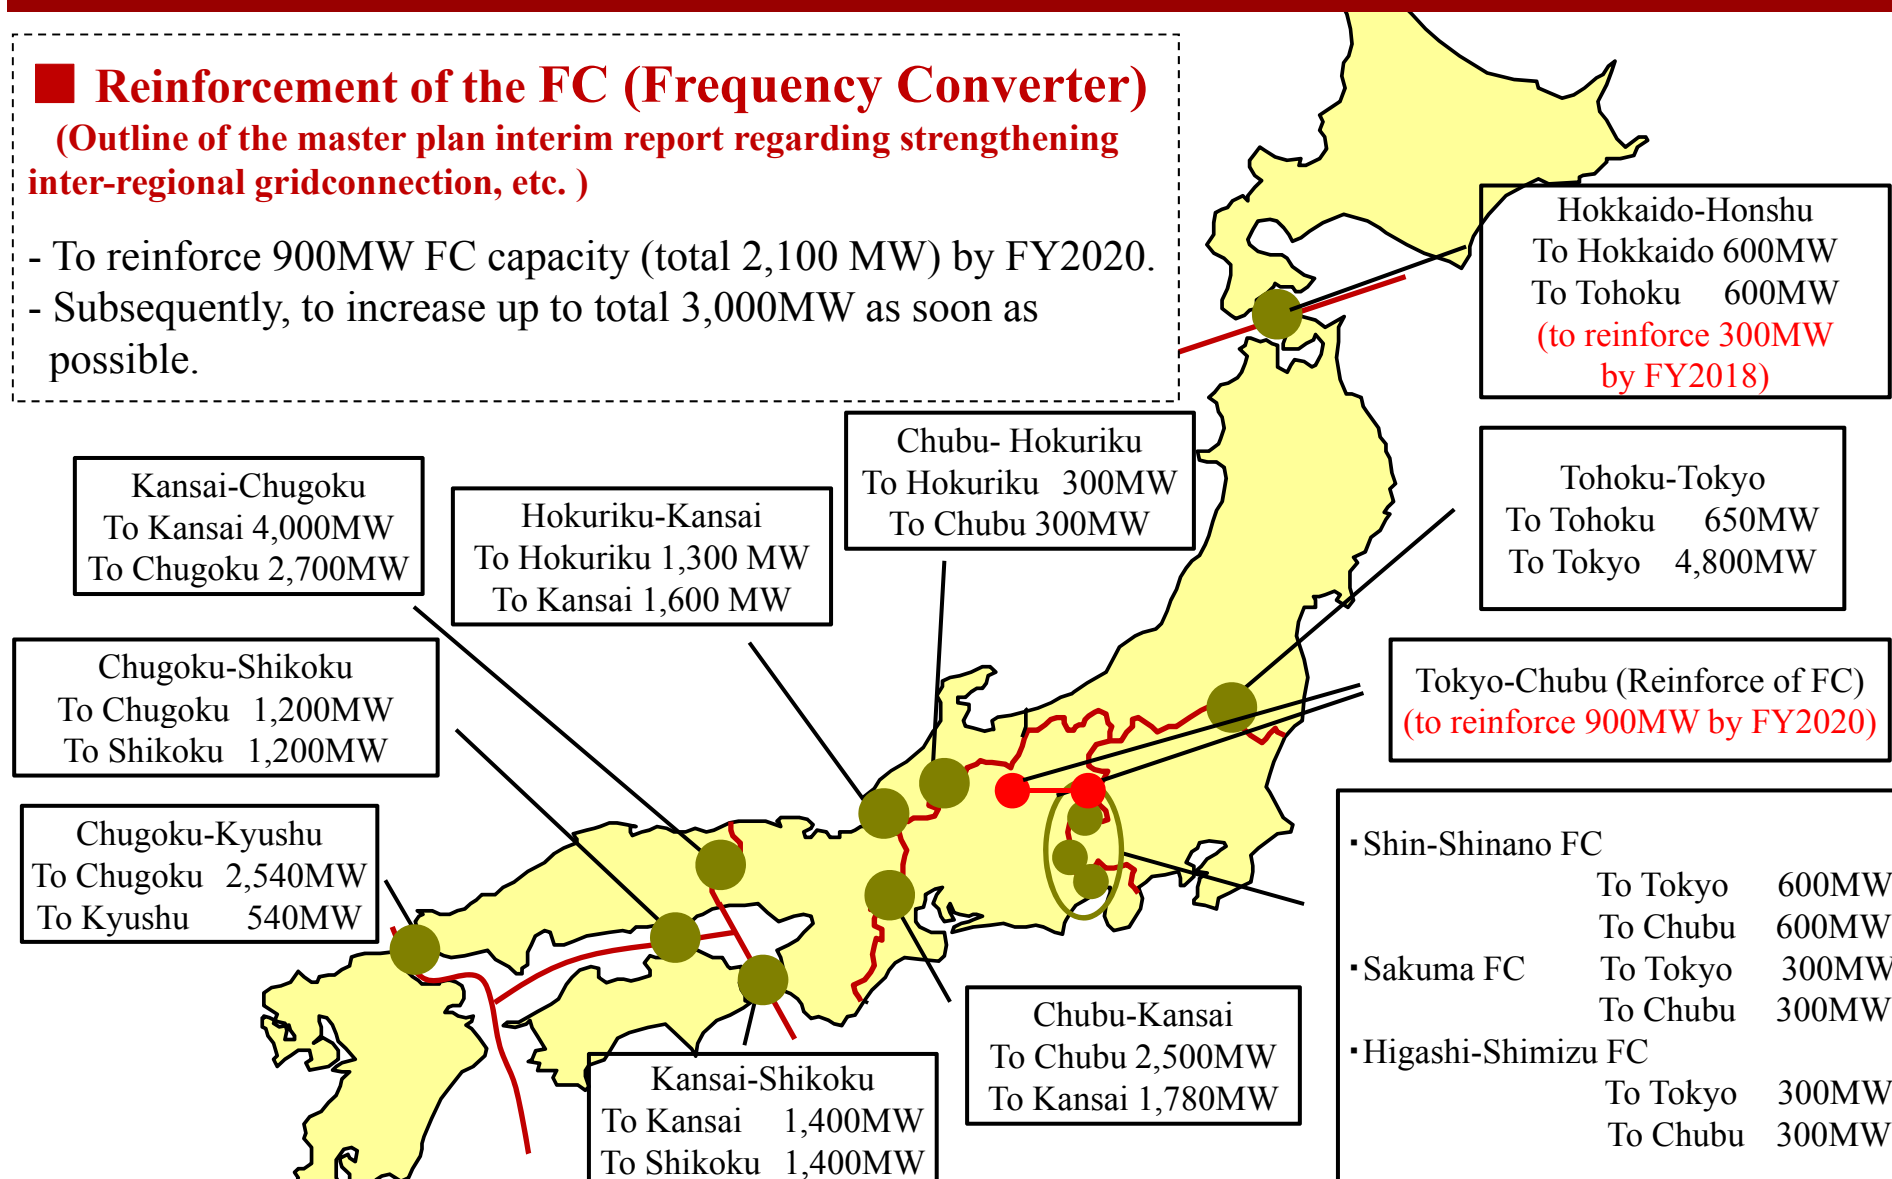 ■ Reinforcement of the FC (Frequency Converter)
(Outline of the master plan interim report regarding strengthening
inter-regional gridconnection, etc. )
- To reinforce 900MW FC capacity (total 2,100 MW) by FY2020.
- Subsequently, to increase up to total 3,000MW as soon as
possible.
Hokkaido-Honshu
To Hokkaido 600MW
To Tohoku 600MW
(to reinforce 300MW
by FY2018)
Chubu- Hokuriku
To Hokuriku 300MW
To Chubu 300MW
Kansai-Chugoku
To Kansai 4,000MW
To Chugoku 2,700MW
Hokuriku-Kansai
To Hokuriku 1,300 MW
To Kansai 1,600 MW
Tohoku-Tokyo
To Tohoku 650MW
To Tokyo 4,800MW
Chugoku-Shikoku
To Chugoku 1,200MW
To Shikoku 1,200MW
Tokyo-Chubu (Reinforce of FC)
(to reinforce 900MW by FY2020)
Chugoku-Kyushu
To Chugoku 2,540MW
To Kyushu 540MW
・Shin-Shinano FC
To Tokyo 600MW
To Chubu 600MW
・Sakuma FC To Tokyo 300MW
To Chubu 300MW
・Higashi-Shimizu FC
To Tokyo 300MW
To Chubu 300MW
Chubu-Kansai
To Chubu 2,500MW
To Kansai 1,780MW
Kansai-Shikoku
To Kansai 1,400MW
To Shikoku 1,400MW